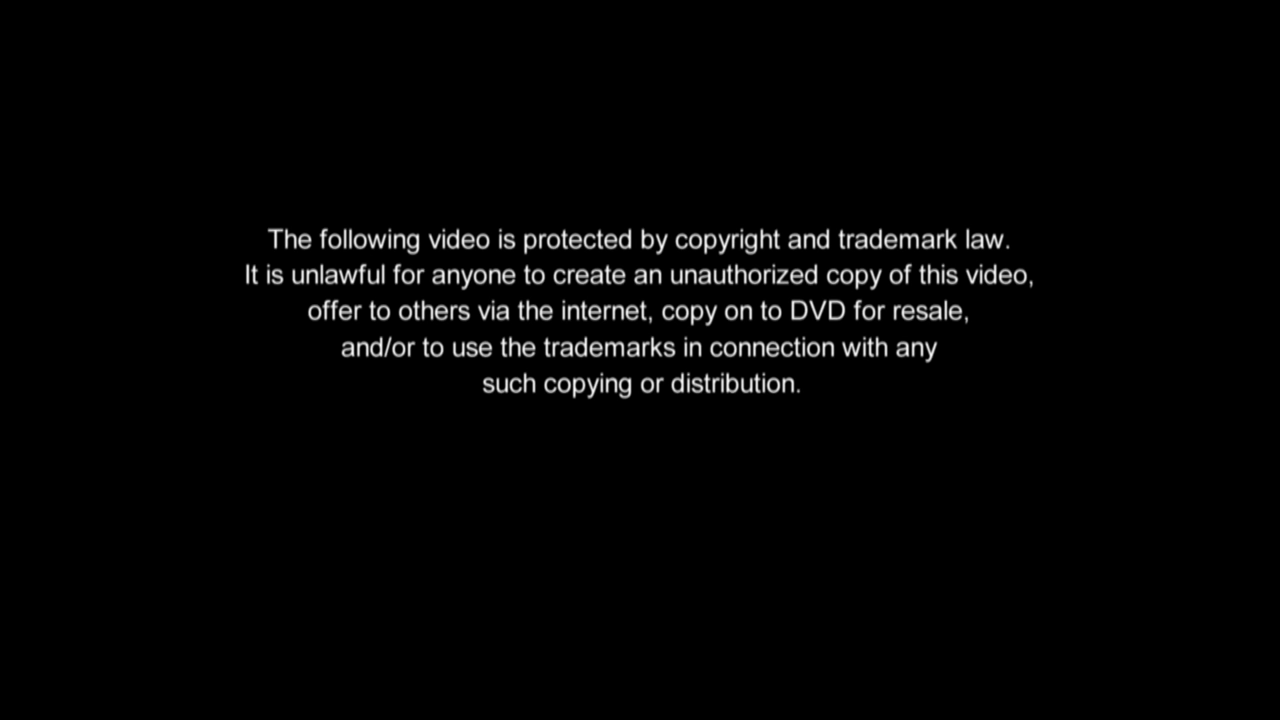 The following video is protected by copyright and trademark law.
It is unlawful for anyone to create an unauthorized copy of this video,
offer to others via the internet, copy on to DVD for resale,
and/or to use the trademarks in connection with any
such copying or distribution.